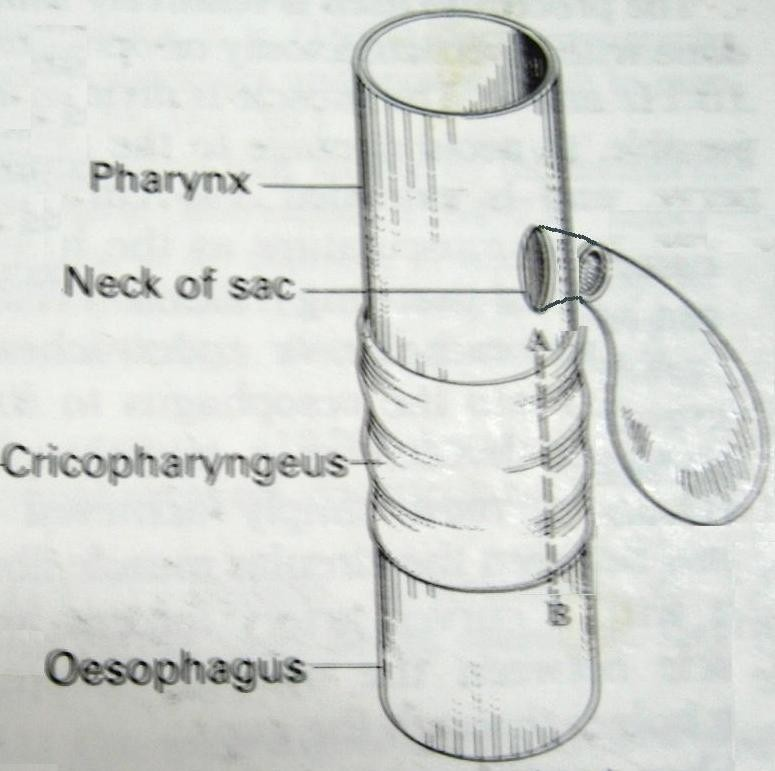 Pharynx
Neck of sac
A
Cricopharyngeus
B
Oesophagus